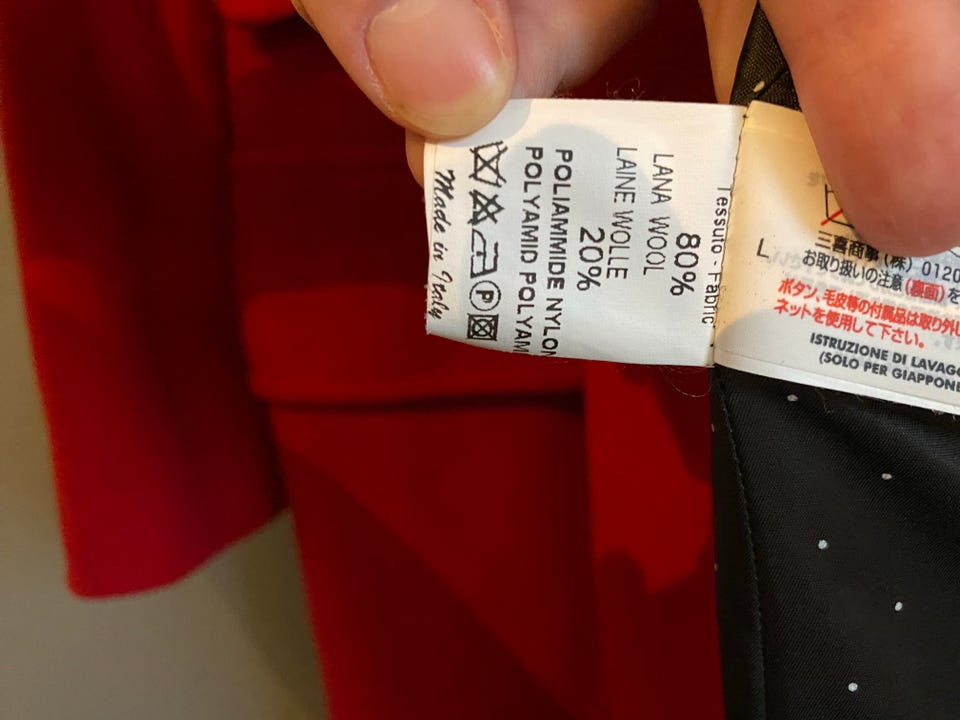 Tessuto - Fabric
80%
LANA WOOL
LAINE WOLLE
20%
POLIAMMIDE NYLON
POLYAMID POLYAM
P
Made in Italy
L
三喜商事(株) 0120
お取り扱いの注意(裏面)を
ボタン、毛皮等の付属品は取り外し
ネットを使用して下さい。
ISTRUZIONE DI LAVAGG
(SOLO PER GIAPPONE